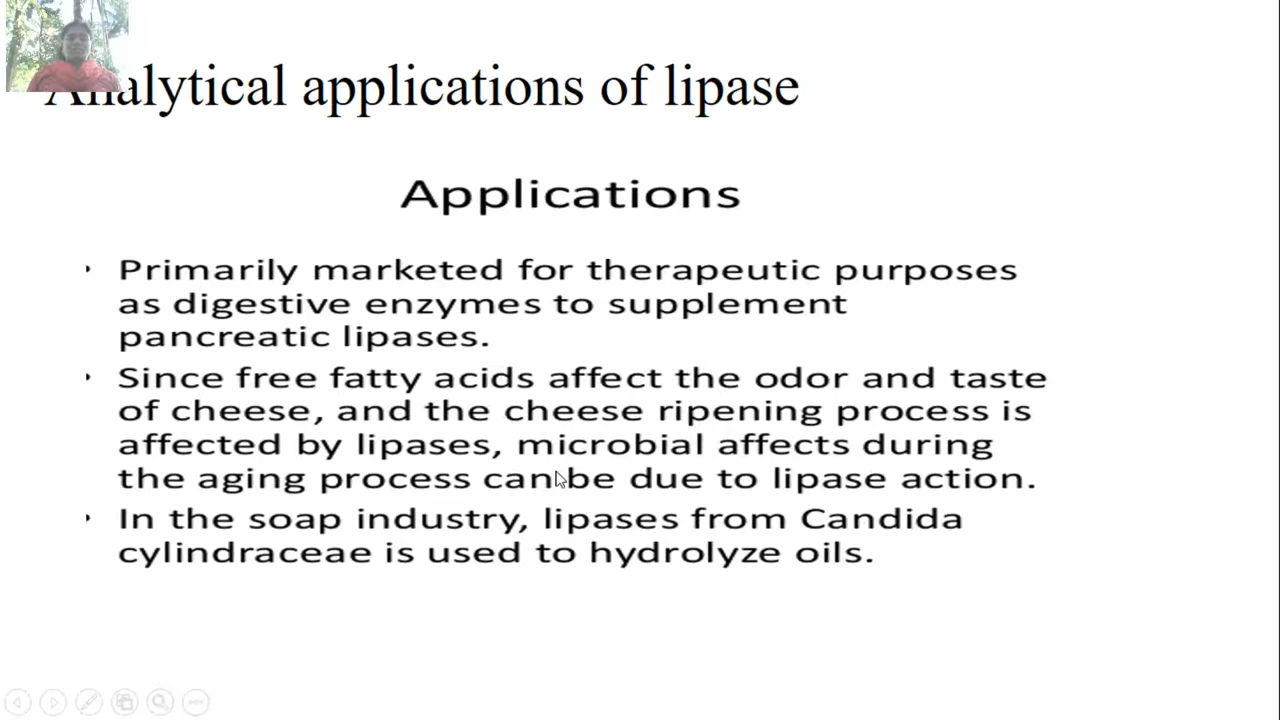 Analytical applications of lipase
Applications
Primarily marketed for therapeutic purposes
as digestive enzymes to supplement
pancreatic lipases.
Since free fatty acids affect the odor and taste
of cheese, and the cheese ripening process is
affected by lipases, microbial affects during
the aging process can be due to lipase action.
In the soap industry, lipases from Candida
cylindraceae is used to hydrolyze oils.